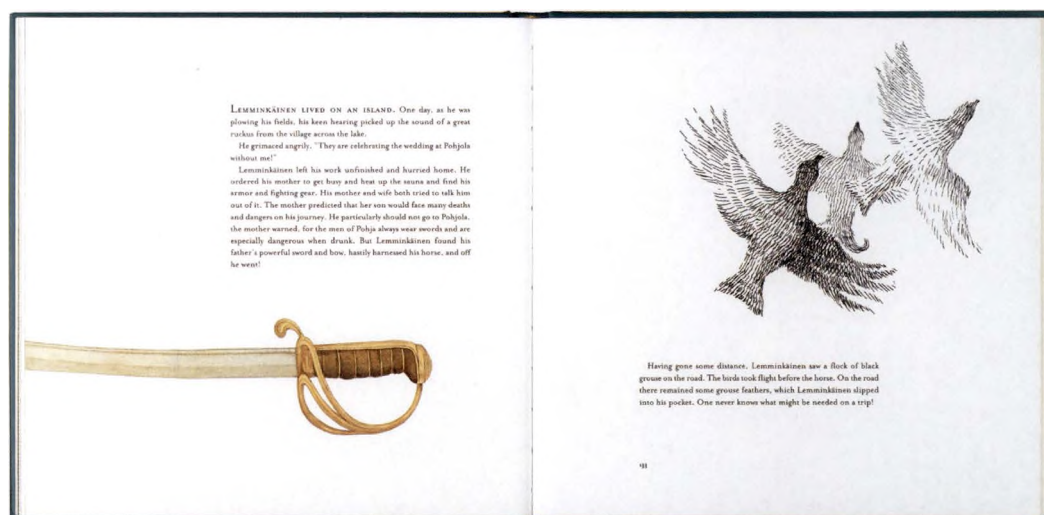 LEMMINKÄINEN LIVED ON AN ISLAND. One day, as he was
plowing his fields, his keen hearing picked up the sound of a great
ruckus from the village across the lake.
He grimaced angrily, "They are celebrating the wedding at Pohjola
without me!"
Lemminkäinen left his work unfinished and hurried home. He
ordered his mother to get busy and heat up the sauna and find his
armor and fighting gear. His mother and wife both tried to talk him
out of it. The mother predicted that her son would face many deaths
and dangers on his journey. He particularly should not go to Pohjola,
the mother warned, for the men of Pohja always wear swords and are
especially dangerous when drunk. But Lemminkäinen found his
father's powerful sword and bow, hastily harnessed his horse, and off
he went!
Having gone some distance, Lemminkäinen saw a flock of black
grouse on the road. The birds took flight before the horse. On the road
there remained some grouse feathers, which Lemminkäinen slipped
into his pocket. One never knows what might be needed on a trip!